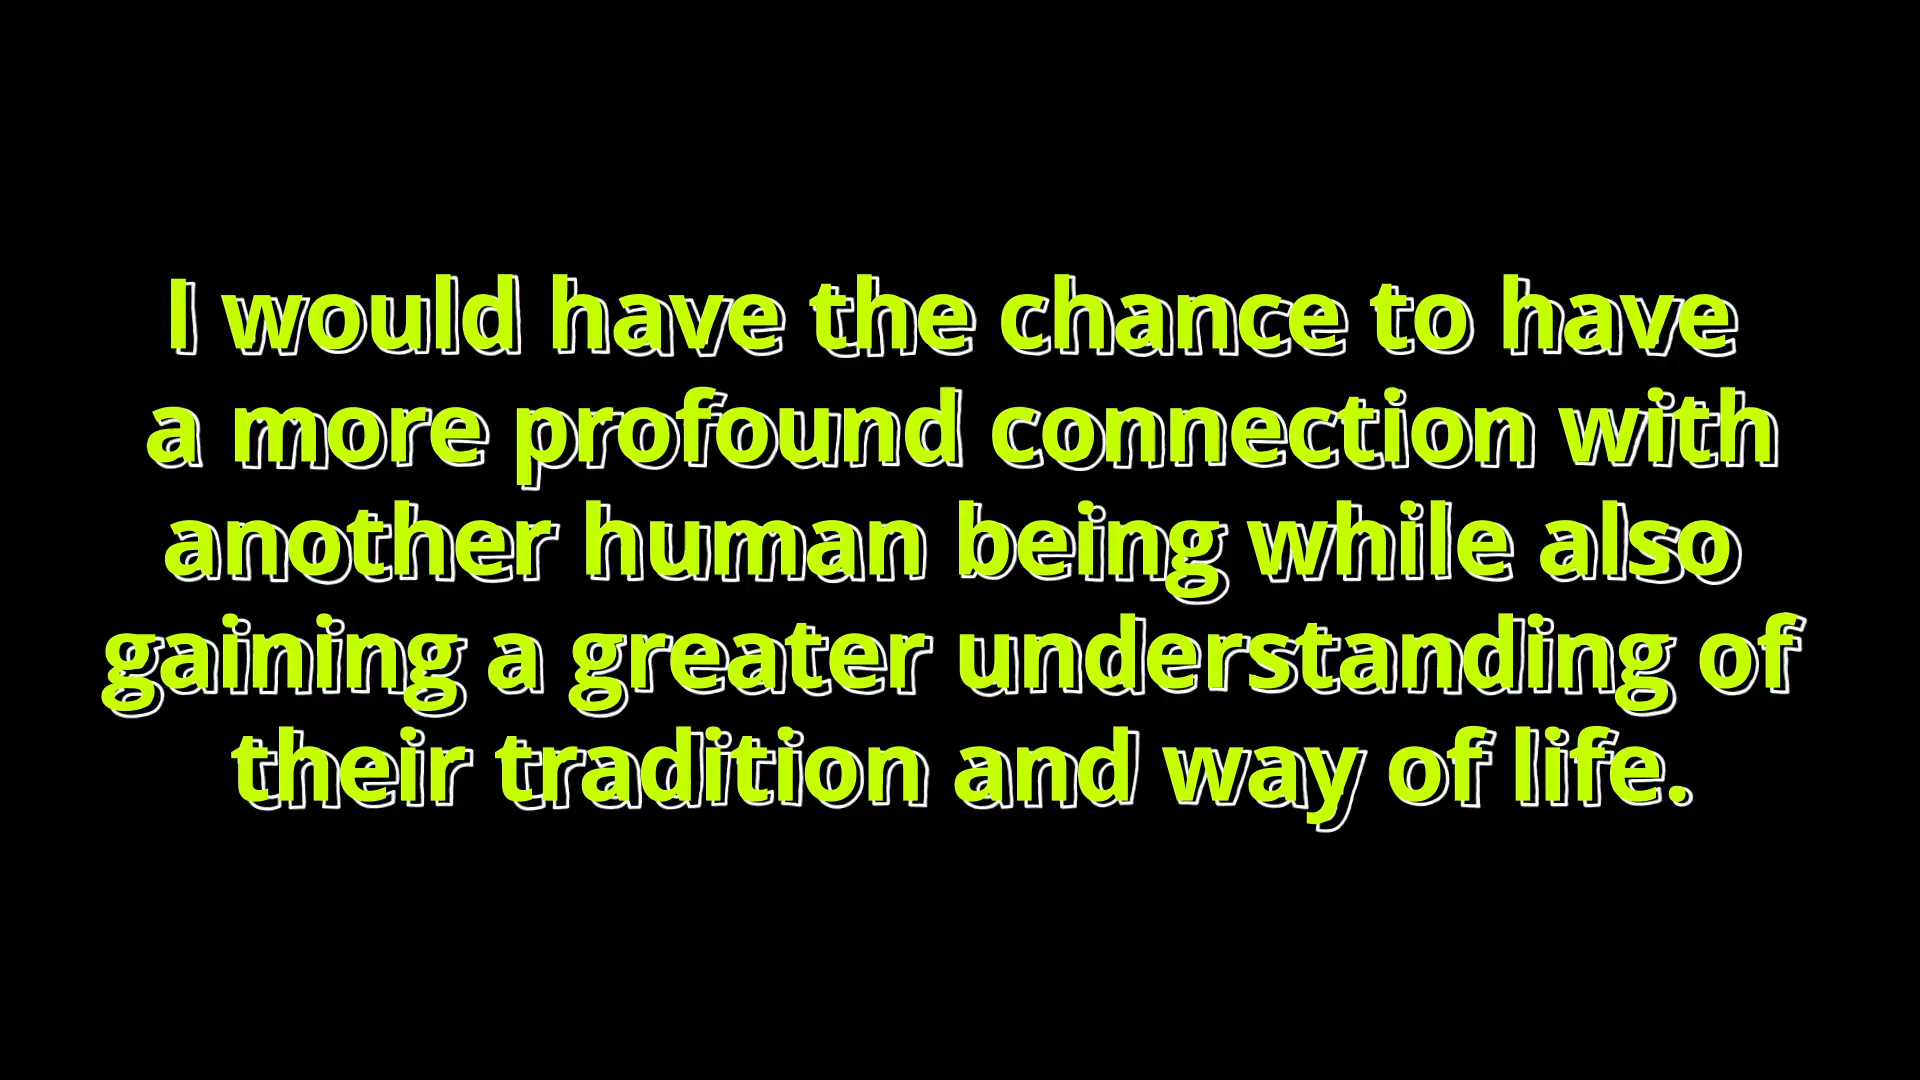 I would have the chance to have
a more profound connection with
another human being while also
gaining a greater understanding of
their tradition and way of life.